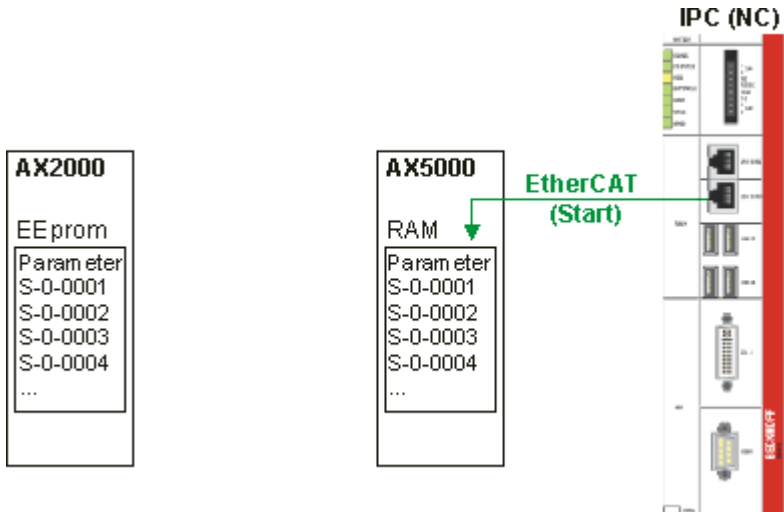 IPC (NC)
AX2000
EEprom
Parameter
S-0-0001
S-0-0002
S-0-0003
S-0-0004
...
AX5000
RAM
Parameter
S-0-0001
S-0-0002
S-0-0003
S-0-0004
...
EtherCAT
(Start)
BECKHOFF